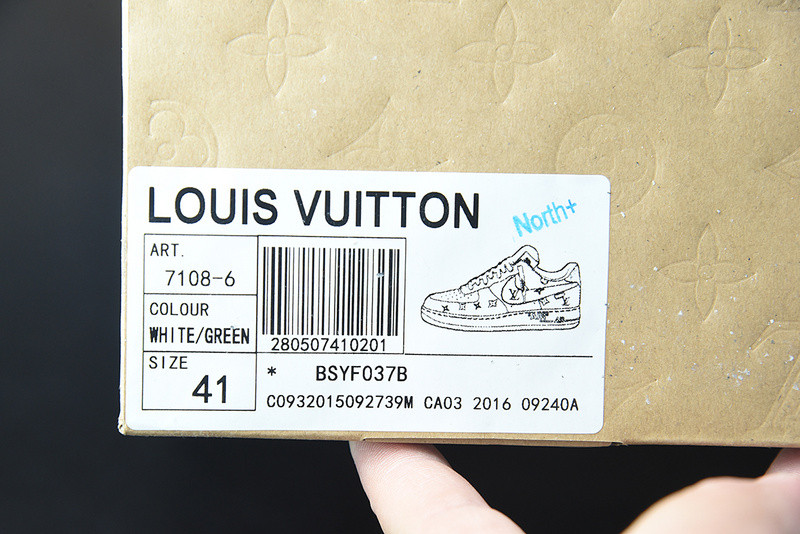 LOUIS VUITTON
North+
ART.
7108-6
COLOUR
WHITE/GREEN
SIZE
41
280507410201
* BSYF037B
C0932015092739M CA03 2016 09240A